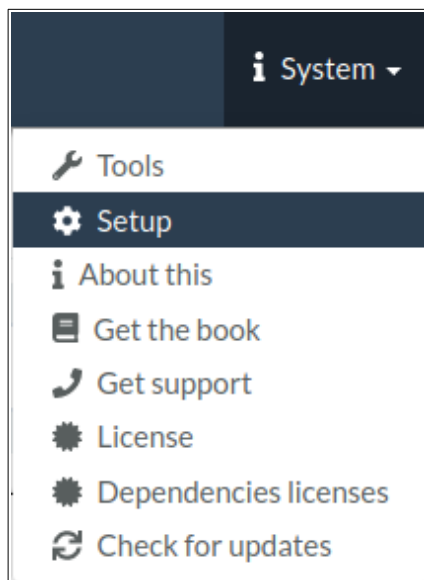 System
Tools
Setup
About this
Get the book
Get support
License
Dependencies licenses
Check for updates